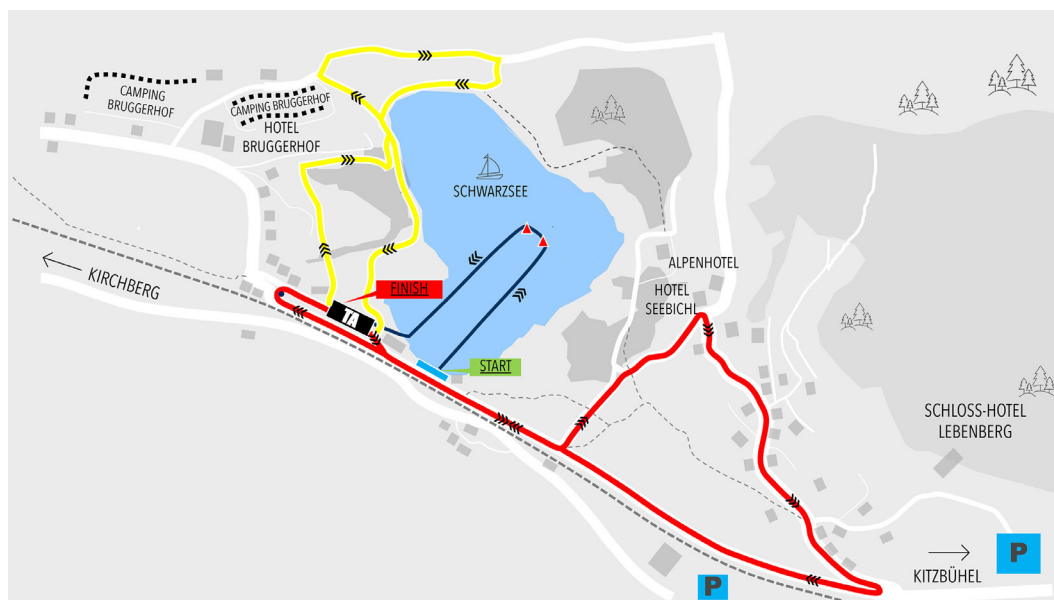 CAMPING
BRUGGERHOF
CAMPING BRUGGERHOF
HOTEL
BRUGGERHOF
SCHWARZSEE
ALPENHOTEL
HOTEL
SEEBICHL
KIRCHBERG
FINISH
TA
START
SCHLOSS-HOTEL
LEBENBERG
P
KITZBÜHEL
P